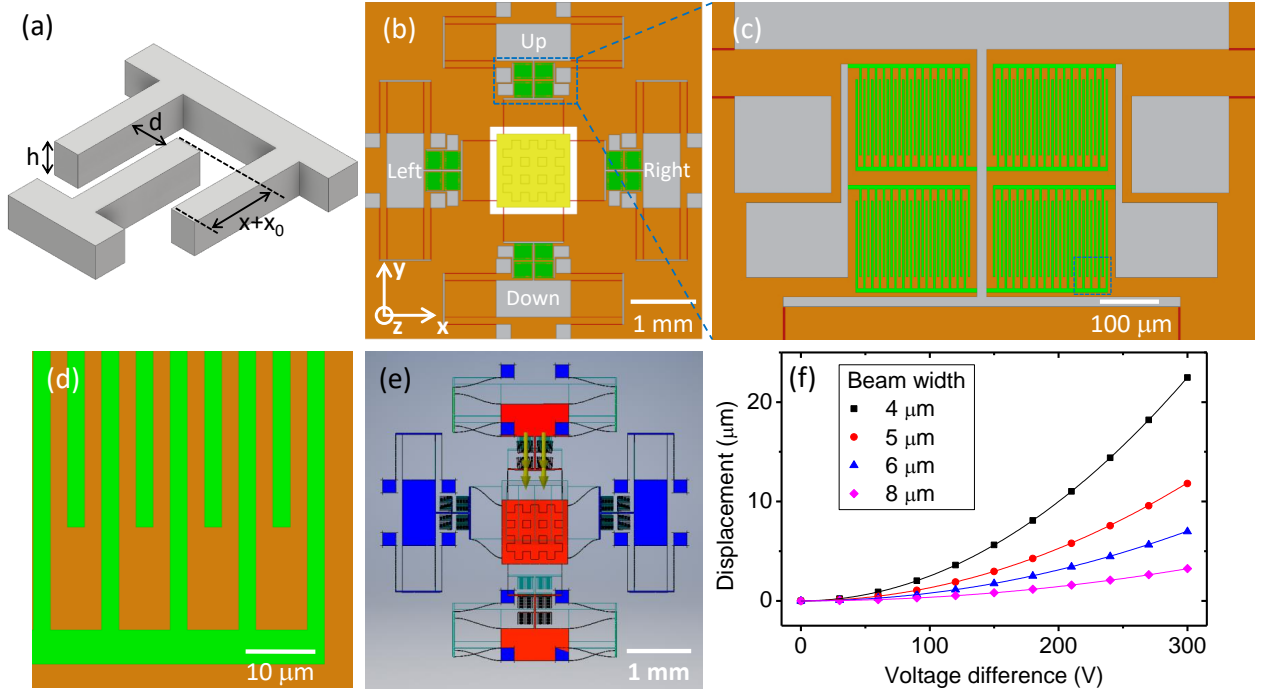 (a)
h
d
x+x₀
(b)
Up
Left
Right
Down
y
z
x
1 mm
(c)
100 μm
(d)
10 μm
(e)
1 mm
(f)
Displacement (μm)
20
10
0
Beam width
4 μm
5 μm
6 μm
8 μm
0
100
200
300
Voltage difference (V)